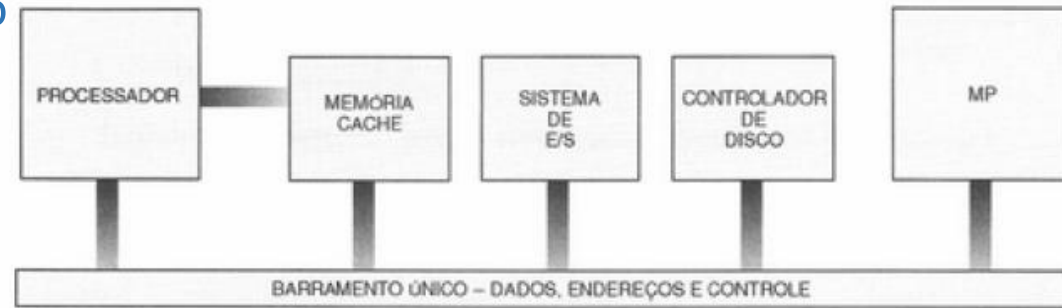 PROCESSADOR
MEMÓRIA
CACHE
SISTEMA
DE
E/S
CONTROLADOR
DE
DISCO
MP
BARRAMENTO ÚNICO – DADOS, ENDEREÇOS E CONTROLE